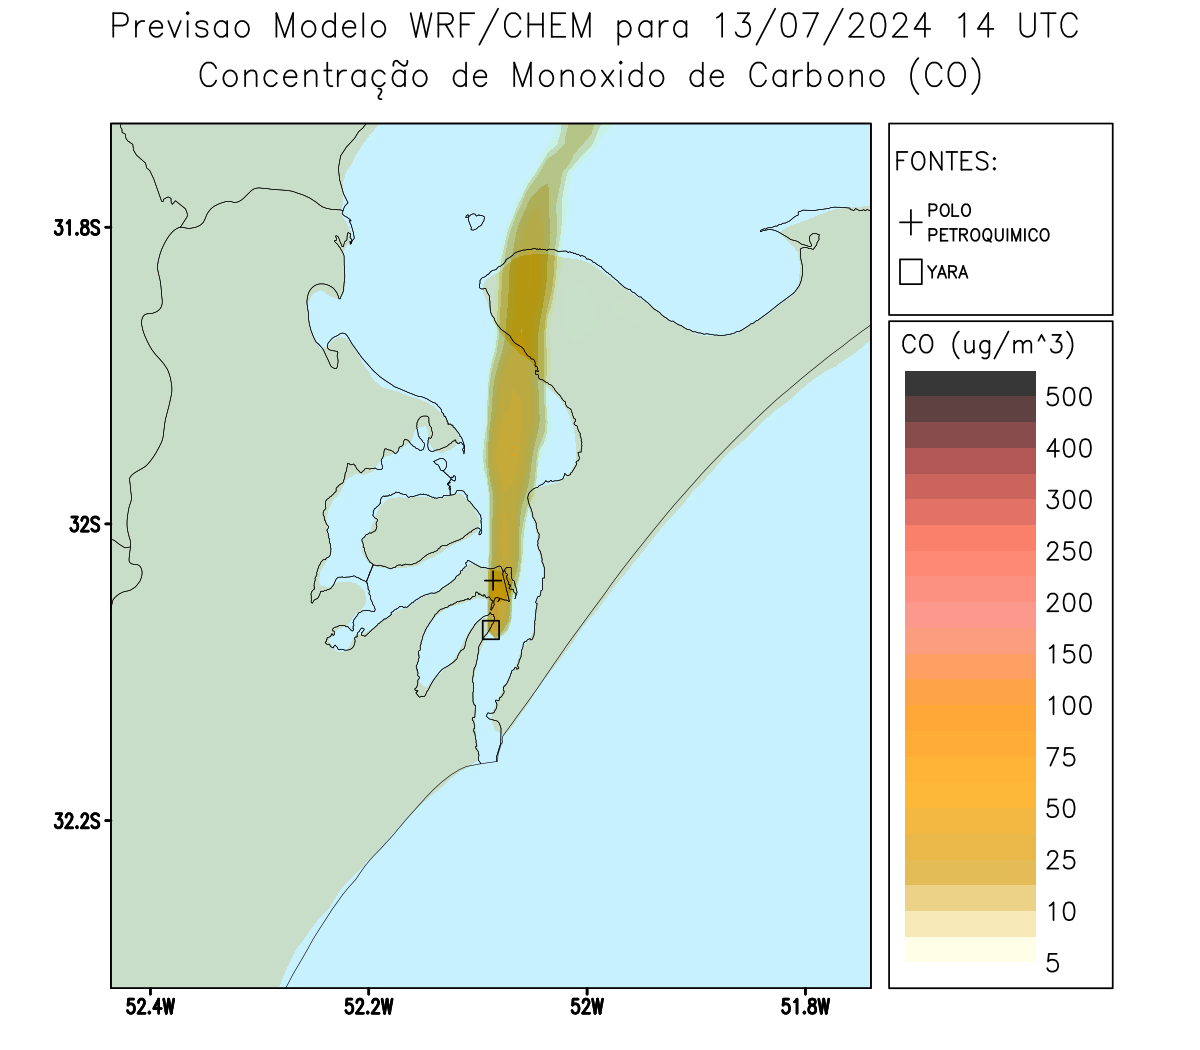 Previsao Modelo WRF/CHEM para 13/07/2024 14 UTC
Concentração de Monoxido de Carbono (CO)
FONTES:
POLO
PETROQUIMICO
YARA
31.8S
32S
32.2S
52.4W
52.2W
52W
51.8W
CO (ug/m^3)
500
400
300
250
200
150
100
75
50
25
10
5